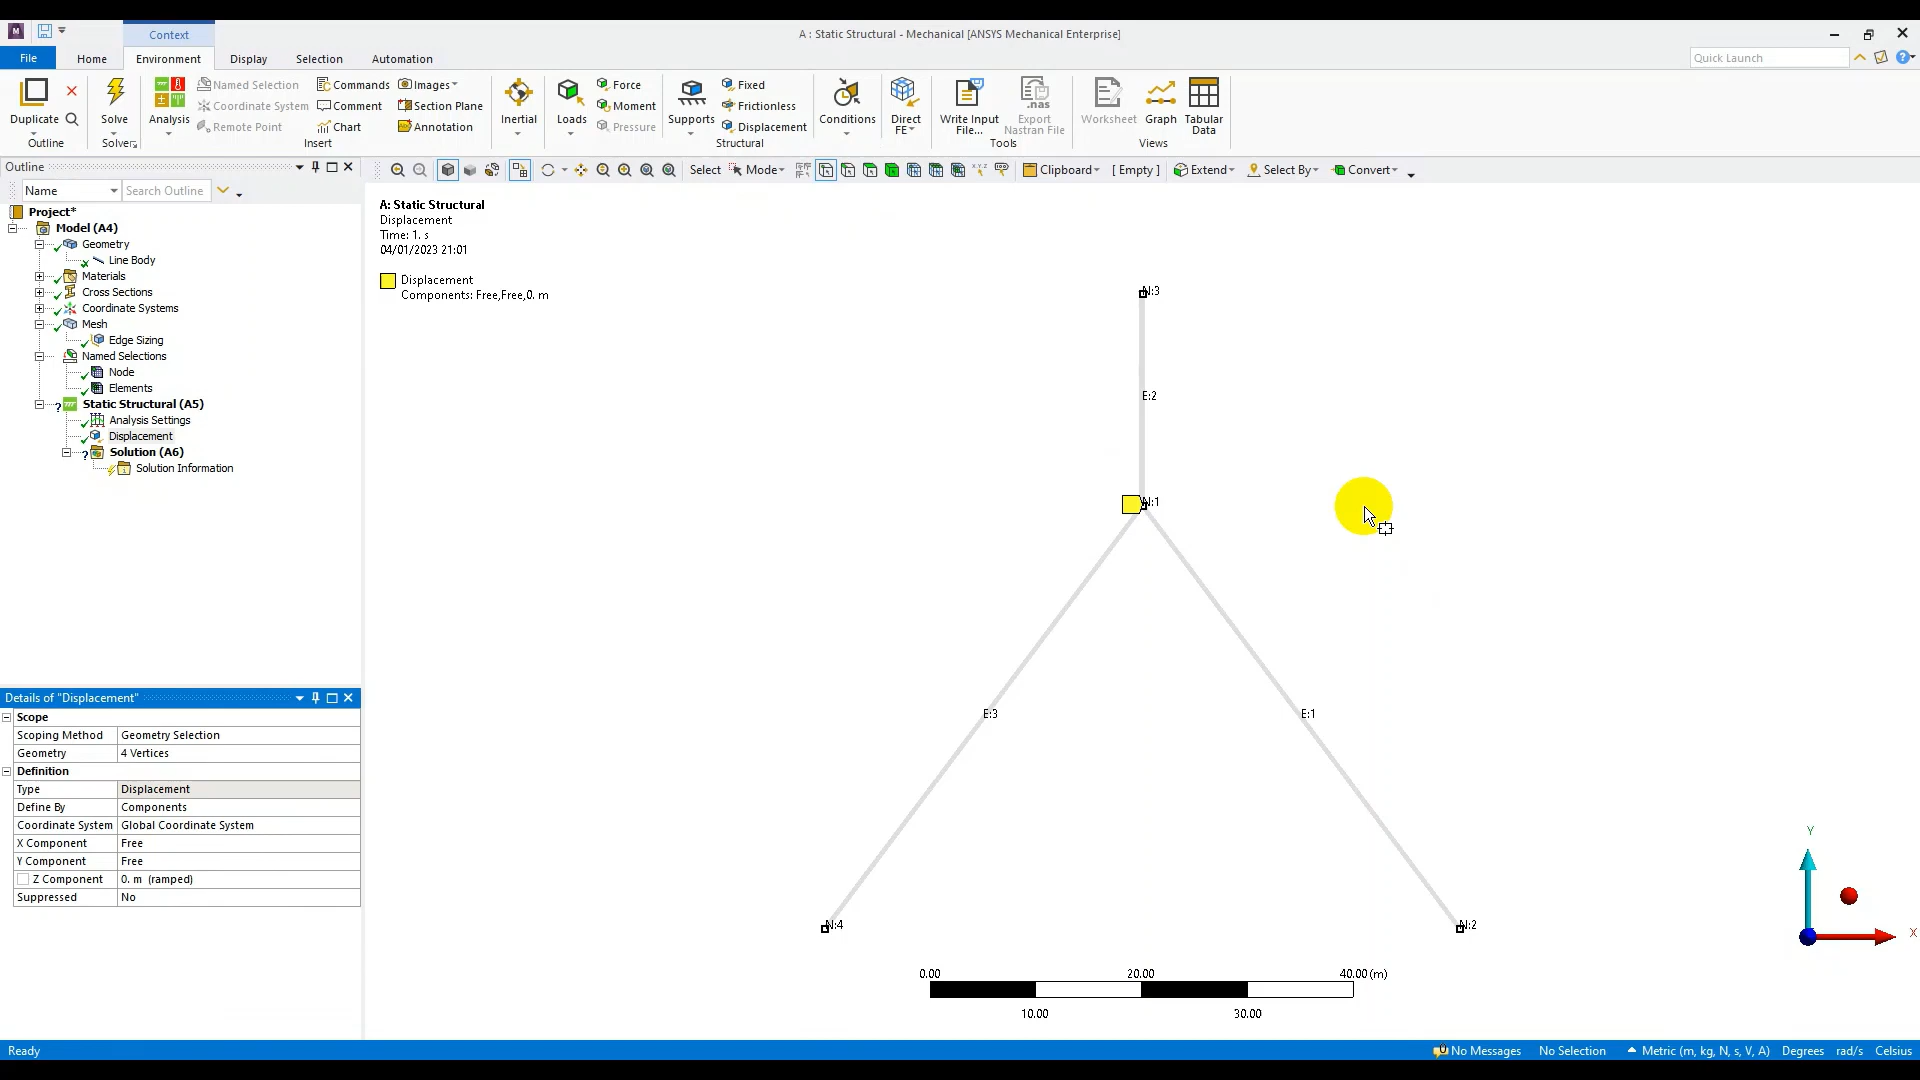 A : Static Structural - Mechanical [ANSYS Mechanical Enterprise]
Context
File
Home
Environment
Display
Selection
Automation
Quick Launch
Duplicate
Outline
Solve
Solver
Analysis
Named Selection
Coordinate System
Remote Point
Commands
Comment
Chart
Images
Section Plane
Annotation
Insert
Inertial
Loads
Force
Moment
Pressure
Supports
Fixed
Frictionless
Displacement
Structural
Conditions
Direct
FE
Write Input
File...
.nas
Export
Nastran File
Tools
Worksheet
Graph
Tabular
Data
Views
Outline
Name
Search Outline
Select
Mode
Clipboard
[ Empty ]
Extend
Select By
Convert
Project*
Model (A4)
Geometry
Line Body
Materials
Cross Sections
Coordinate Systems
Mesh
Edge Sizing
Named Selections
Node
Elements
Static Structural (A5)
Analysis Settings
Displacement
Solution (A6)
Solution Information
A: Static Structural
Displacement
Time: 1. s
04/01/2023 21:01
Displacement
Components: Free,Free,0. m
N:3
E:2
N:1
E:3
E:1
N:4
N:2
0.00
20.00
40.00 (m)
10.00
30.00
Y
X
Details of "Displacement"
Scope
Scoping Method Geometry Selection
Geometry 4 Vertices
Definition
Type Displacement
Define By Components
Coordinate System Global Coordinate System
X Component Free
Y Component Free
Z Component 0. m (ramped)
Suppressed No
Ready
No Messages
No Selection
Metric (m, kg, N, s, V, A)
Degrees
rad/s
Celsius